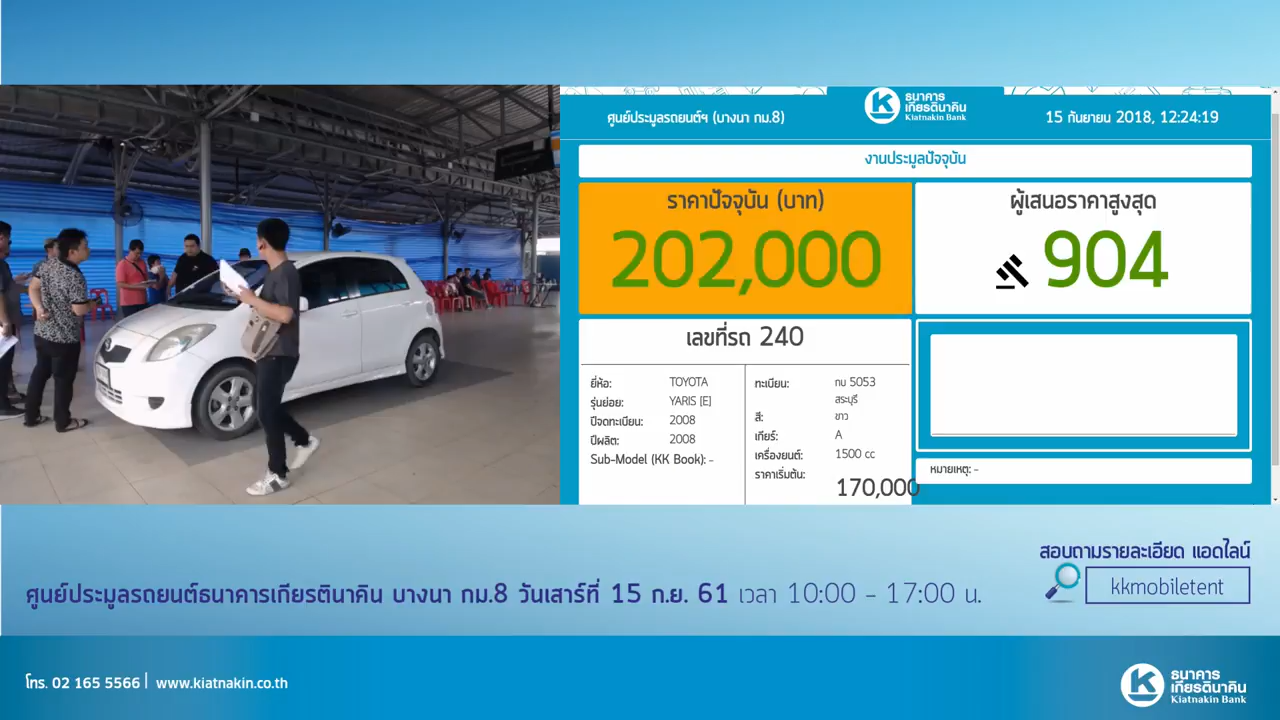 ศูนย์ประมูลรถยนต์ฯ (บางนา กม.8)
ธนาคาร
เกียรตินาคิน
Kiatnakin Bank
15 กันยายน 2018, 12:24:19
งานประมูลปัจจุบัน
ราคาปัจจุบัน (บาท)
202,000
ผู้เสนอราคาสูงสุด
904
เลขที่รถ 240
ยี่ห้อ: TOYOTA
รุ่นย่อย: YARIS [E]
ปีจดทะเบียน: 2008
ปีผลิต: 2008
Sub-Model (KK Book): -
ทะเบียน: กบ 5053
สระบุรี
สี: ขาว
เกียร์: A
เครื่องยนต์: 1500 cc
ราคาเริ่มต้น:
170,000
หมายเหตุ: -
สอบถามรายละเอียด แอดไลน์
kkmobiletent
ศูนย์ประมูลรถยนต์ธนาคารเกียรตินาคิน บางนา กม.8 วันเสาร์ที่ 15 ก.ย. 61 เวลา 10:00 - 17:00 น.
โทร. 02 165 5566 | www.kiatnakin.co.th
ธนาคาร
เกียรตินาคิน
Kiatnakin Bank